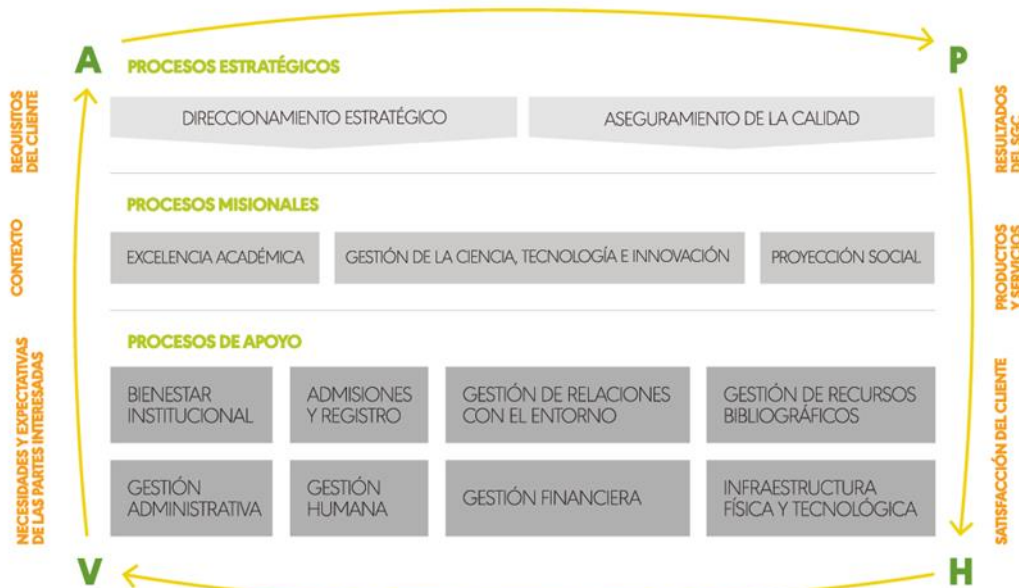 A
P
PROCESOS ESTRATÉGICOS
DIRECCIONAMIENTO ESTRATÉGICO
ASEGURAMIENTO DE LA CALIDAD
REQUISITOS
DEL CLIENTE
RESULTADOS
DEL SGC
PROCESOS MISIONALES
EXCELENCIA ACADÉMICA
GESTIÓN DE LA CIENCIA, TECNOLOGÍA E INNOVACIÓN
PROYECCIÓN SOCIAL
CONTEXTO
PRODUCTOS
Y SERVICIOS
PROCESOS DE APOYO
BIENESTAR
INSTITUCIONAL
ADMISIONES
Y REGISTRO
GESTIÓN DE RELACIONES
CON EL ENTORNO
GESTIÓN DE RECURSOS
BIBLIOGRÁFICOS
GESTIÓN
ADMINISTRATIVA
GESTIÓN
HUMANA
GESTIÓN FINANCIERA
INFRAESTRUCTURA
FÍSICA Y TECNOLÓGICA
NECESIDADES Y EXPECTATIVAS
DE LAS PARTES INTERESADAS
SATISFACCIÓN DEL CLIENTE
V
H